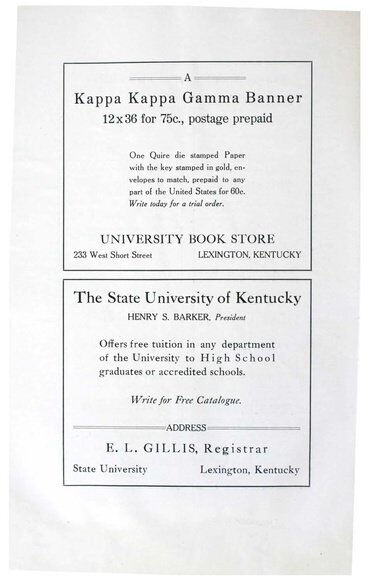 A
Kappa Kappa Gamma Banner
12x36 for 75c., postage prepaid
One Quire die stamped Paper
with the key stamped in gold, en-
velopes to match, prepaid to any
part of the United States for 60c.
Write today for a trial order.
UNIVERSITY BOOK STORE
233 West Short Street LEXINGTON, KENTUCKY
The State University of Kentucky
HENRY S. BARKER, President
Offers free tuition in any department
of the University to High School
graduates or accredited schools.
Write for Free Catalogue.
ADDRESS
E. L. GILLIS, Registrar
State University Lexington, Kentucky